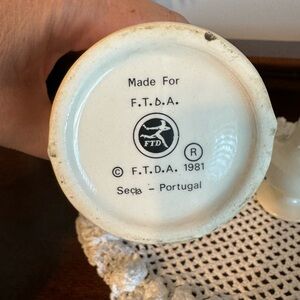 Made For
F.T.D.A.
FTD
®
© F.T.D.A. 1981
Secla - Portugal